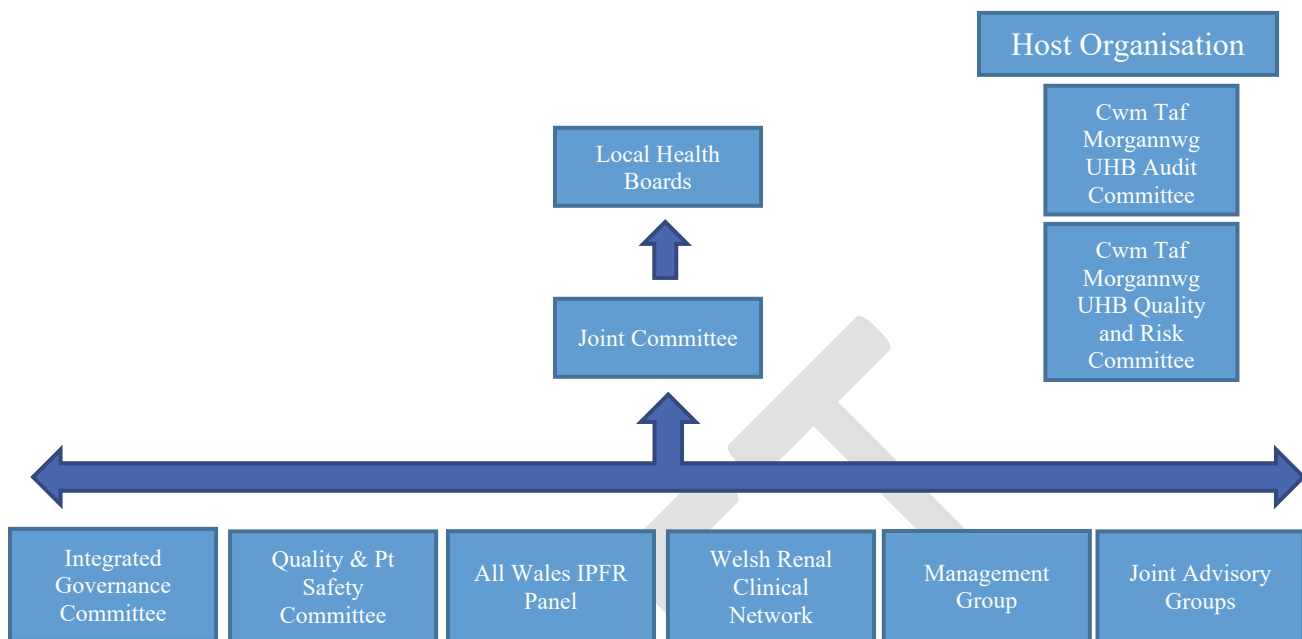 Host Organisation
Cwm Taf
Morgannwg
UHB Audit
Committee
Local Health
Boards
Cwm Taf
Morgannwg
UHB Quality
and Risk
Committee
Joint Committee
Integrated
Governance
Committee
Quality & Pt
Safety
Committee
All Wales IPFR
Panel
Welsh Renal
Clinical
Network
Management
Group
Joint Advisory
Groups